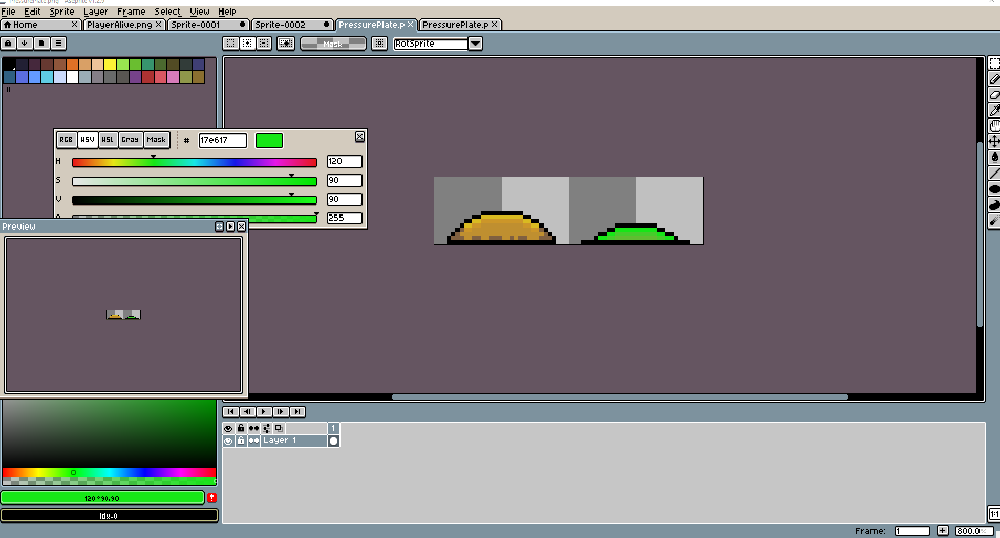 PressurePlate.png - Aseprite v1.2.9
File Edit Sprite Layer Frame Select View Help
Home PlayerAlive.png Sprite-0001 Sprite-0002 PressurePlate.p PressurePlate.p
Mask RotSprite
RGB HSV HSL Gray Mask # 17e617
H 120
S 90
V 90
A 255
Preview
1
Layer 1
120°90,90
Idx-0
1:1
Frame: 1 + 800.0%